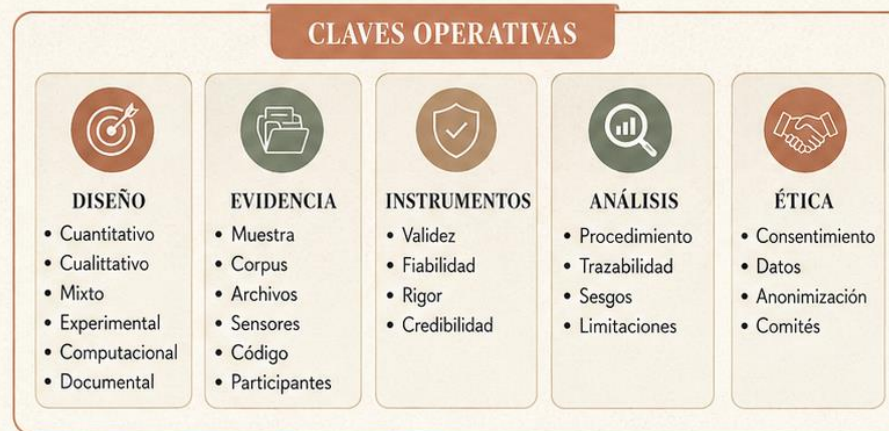 CLAVES OPERATIVAS
DISEÑO
• Cuantitativo
• Cualittativo
• Mixto
• Experimental
• Computacional
• Documental
EVIDENCIA
• Muestra
• Corpus
• Archivos
• Sensores
• Código
• Participantes
INSTRUMENTOS
• Validez
• Fiabilidad
• Rigor
• Credibilidad
ANÁLISIS
• Procedimiento
• Trazabilidad
• Sesgos
• Limitaciones
ÉTICA
• Consentimiento
• Datos
• Anonimización
• Comités